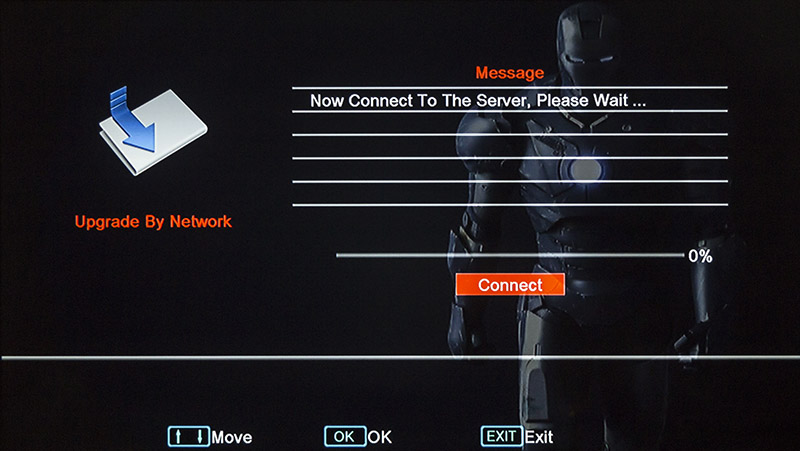 Message
Now Connect To The Server, Please Wait ...
Upgrade By Network
0%
Connect
↑ ↓ Move
OK OK
EXIT Exit